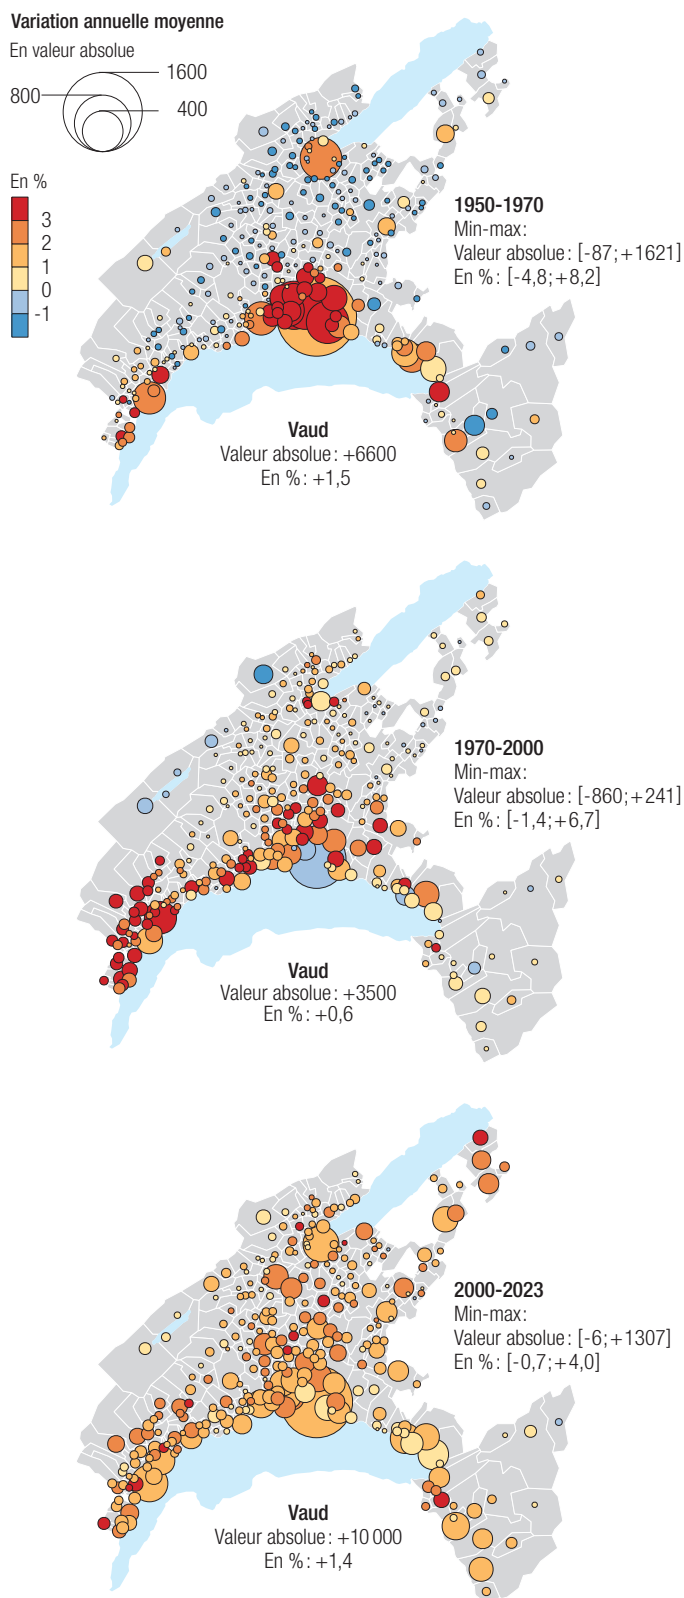 Variation annuelle moyenne
En valeur absolue
1600
800
400
En %
3
2
1
0
-1
1950-1970
Min-max:
Valeur absolue: [-87;+1621]
En %: [-4,8;+8,2]
Vaud
Valeur absolue: +6600
En %: +1,5
1970-2000
Min-max:
Valeur absolue: [-860;+241]
En %: [-1,4;+6,7]
Vaud
Valeur absolue: +3500
En %: +0,6
2000-2023
Min-max:
Valeur absolue: [-6;+1307]
En %: [-0,7;+4,0]
Vaud
Valeur absolue: +10 000
En %: +1,4